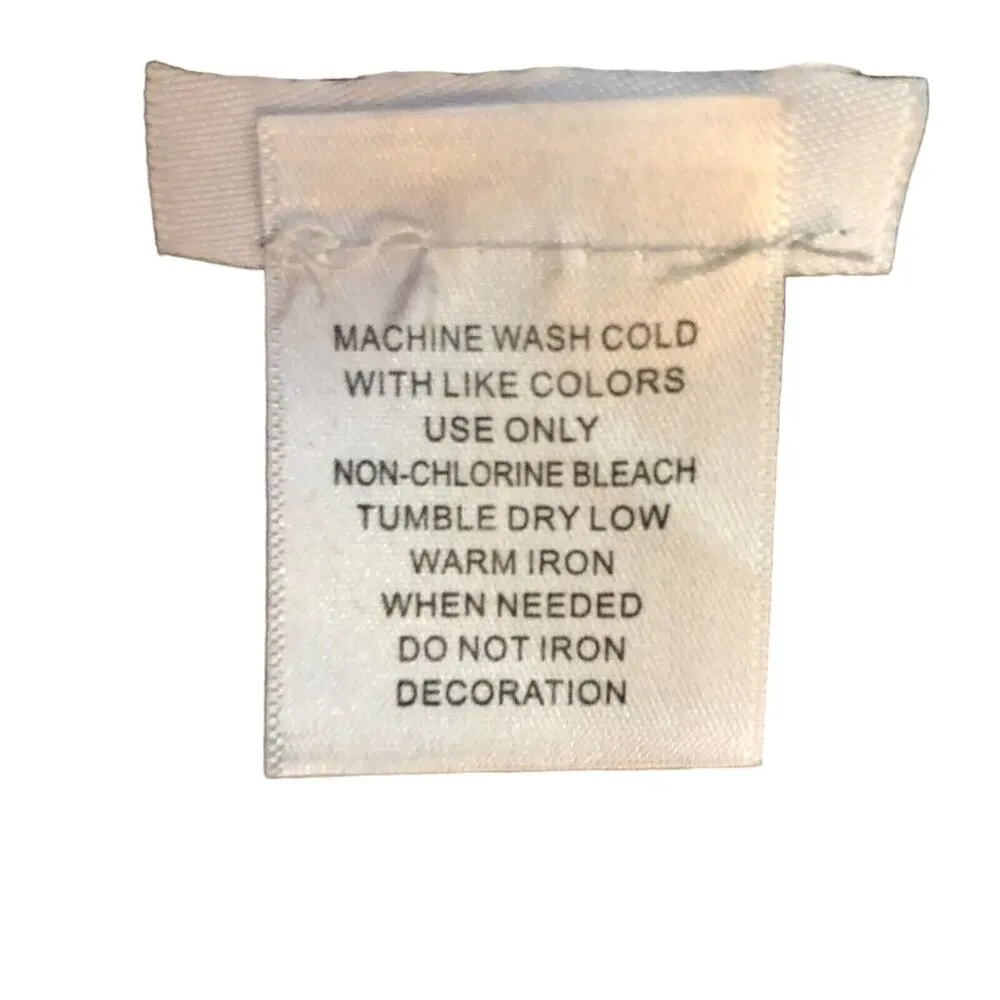 MACHINE WASH COLD
WITH LIKE COLORS
USE ONLY
NON-CHLORINE BLEACH
TUMBLE DRY LOW
WARM IRON
WHEN NEEDED
DO NOT IRON
DECORATION